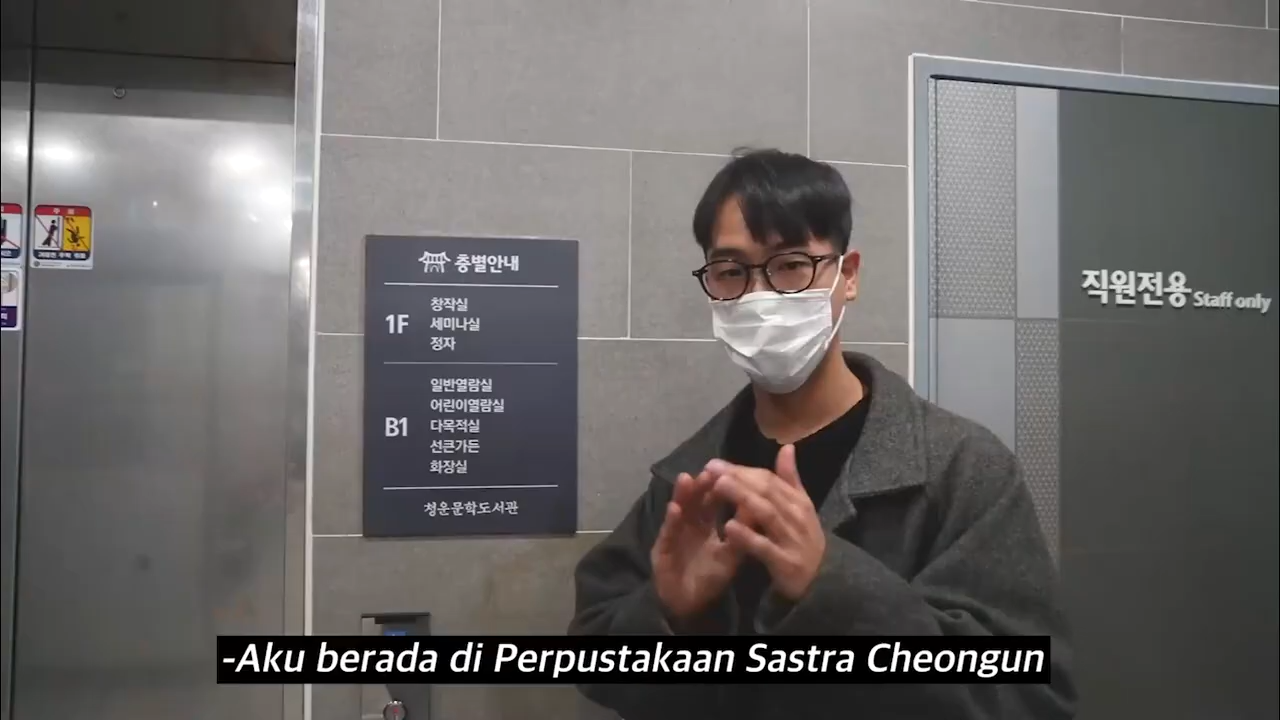 주의
층별안내
1F
창작실
세미나실
정자
B1
일반열람실
어린이열람실
다목적실
선큰가든
화장실
청운문학도서관
직원전용 Staff only
-Aku berada di Perpustakaan Sastra Cheongun